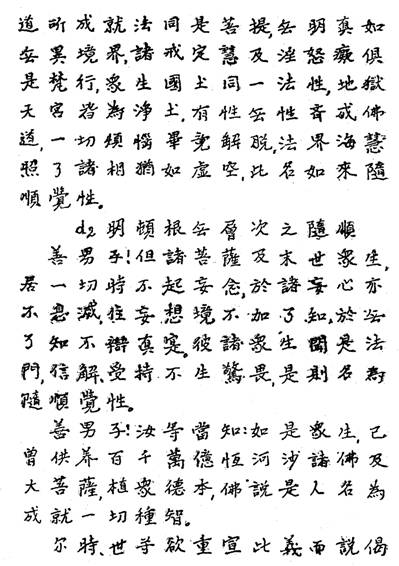 道所成就法同是菩提,無明真如
無異境界,諸戒定慧及淫怒癡俱
是梵行,衆生國土同一法性,地獄
天宮皆為淨土,有性無性齊成佛
道,一切煩惱畢竟解脫,法界海慧
照了諸相猶如虛空,此名如來隨
順覺性。
d2明頓根無層次之隨順
善男子!但諸菩薩及末世衆生,
居一切時不起妄念,於諸妄心亦
不息滅,住妄想境不加了知,於無
了知不辯真實。彼諸衆生聞是法
門,信解、受持不生驚畏,是則名為
隨順覺性。
善男子!汝等當知:如是衆生,已
曾供養百千萬億恒河沙諸佛及
大菩薩,植衆德本,佛說是人名為
成就一切種智。
尔時、世尊欲重宣此義而說偈